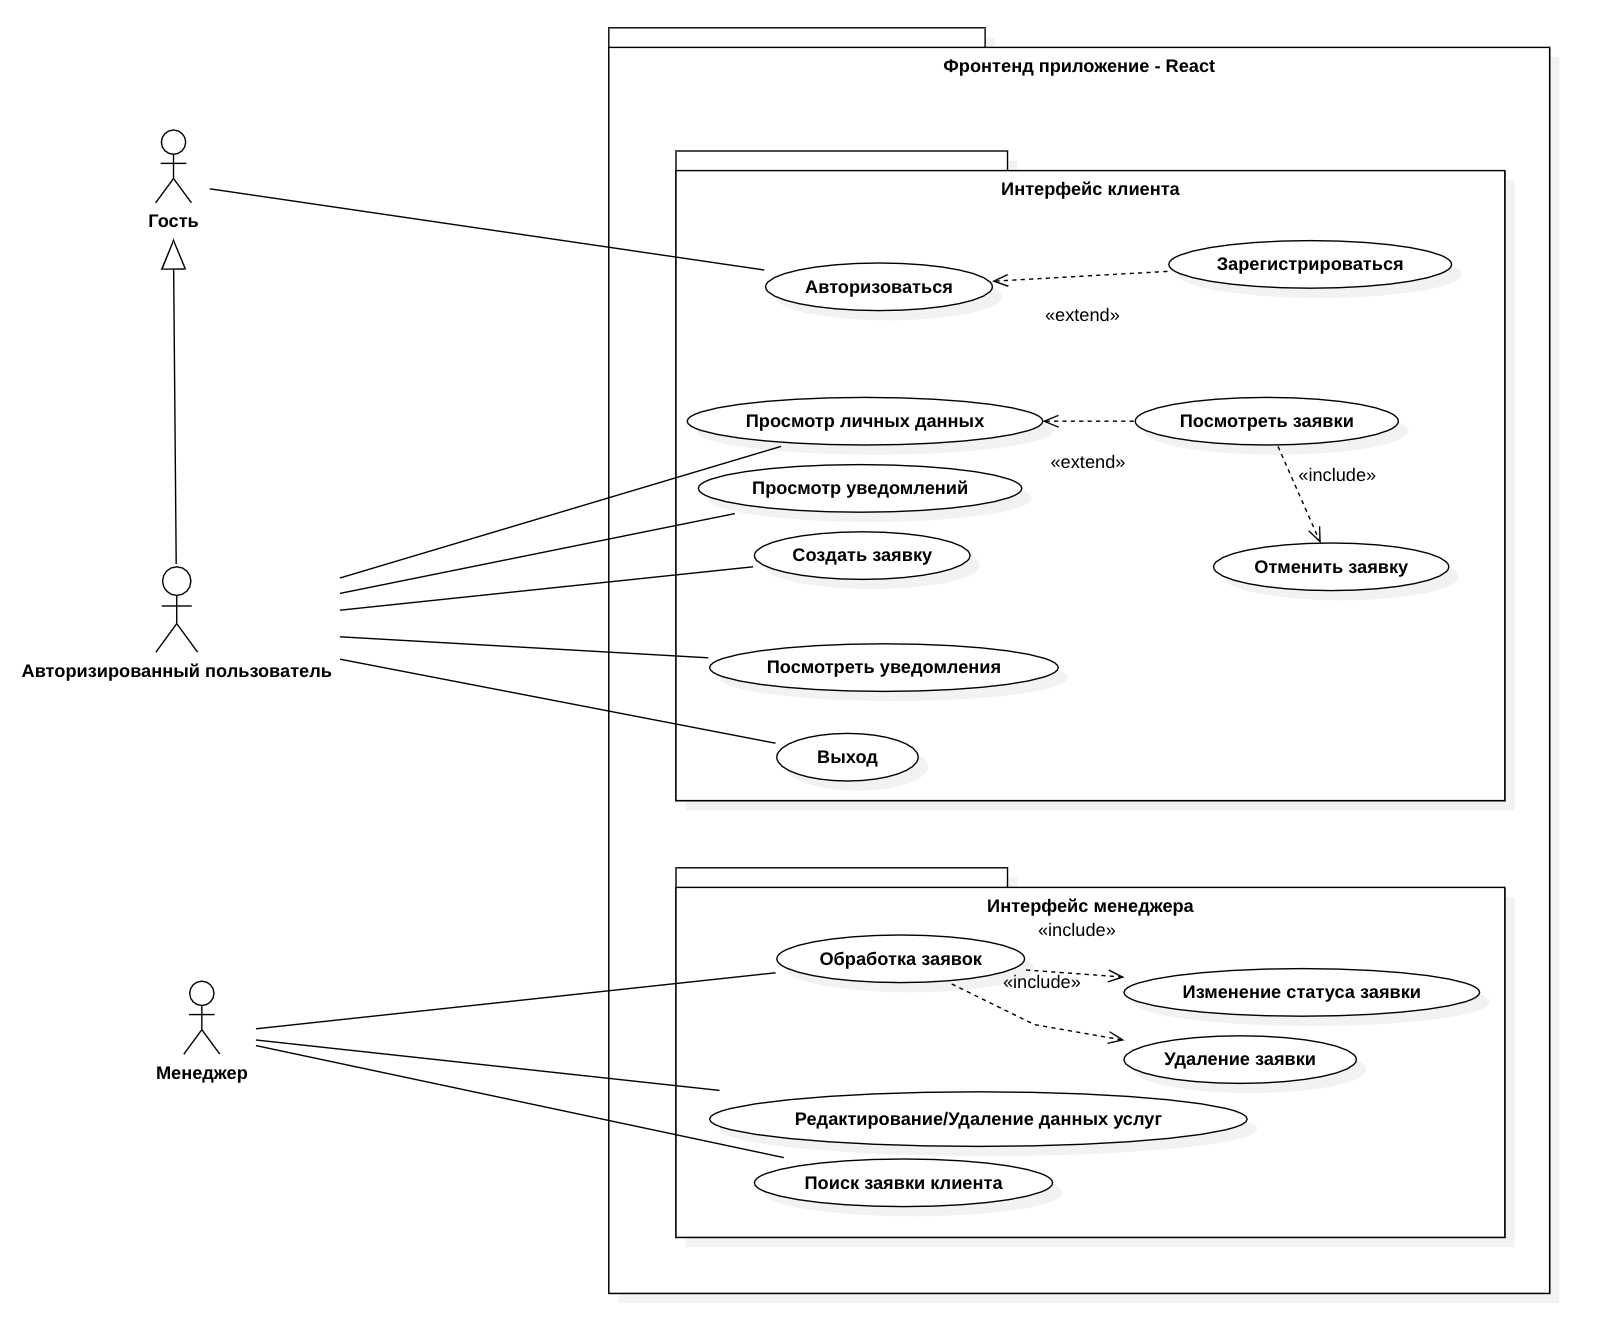 Фронтенд приложение - React
Интерфейс клиента
Гость
Авторизоваться
Зарегистрироваться
«extend»
Просмотр личных данных
Посмотреть заявки
«extend»
«include»
Просмотр уведомлений
Создать заявку
Отменить заявку
Авторизированный пользователь
Посмотреть уведомления
Выход
Интерфейс менеджера
«include»
Обработка заявок
«include»
Изменение статуса заявки
Удаление заявки
Менеджер
Редактирование/Удаление данных услуг
Поиск заявки клиента